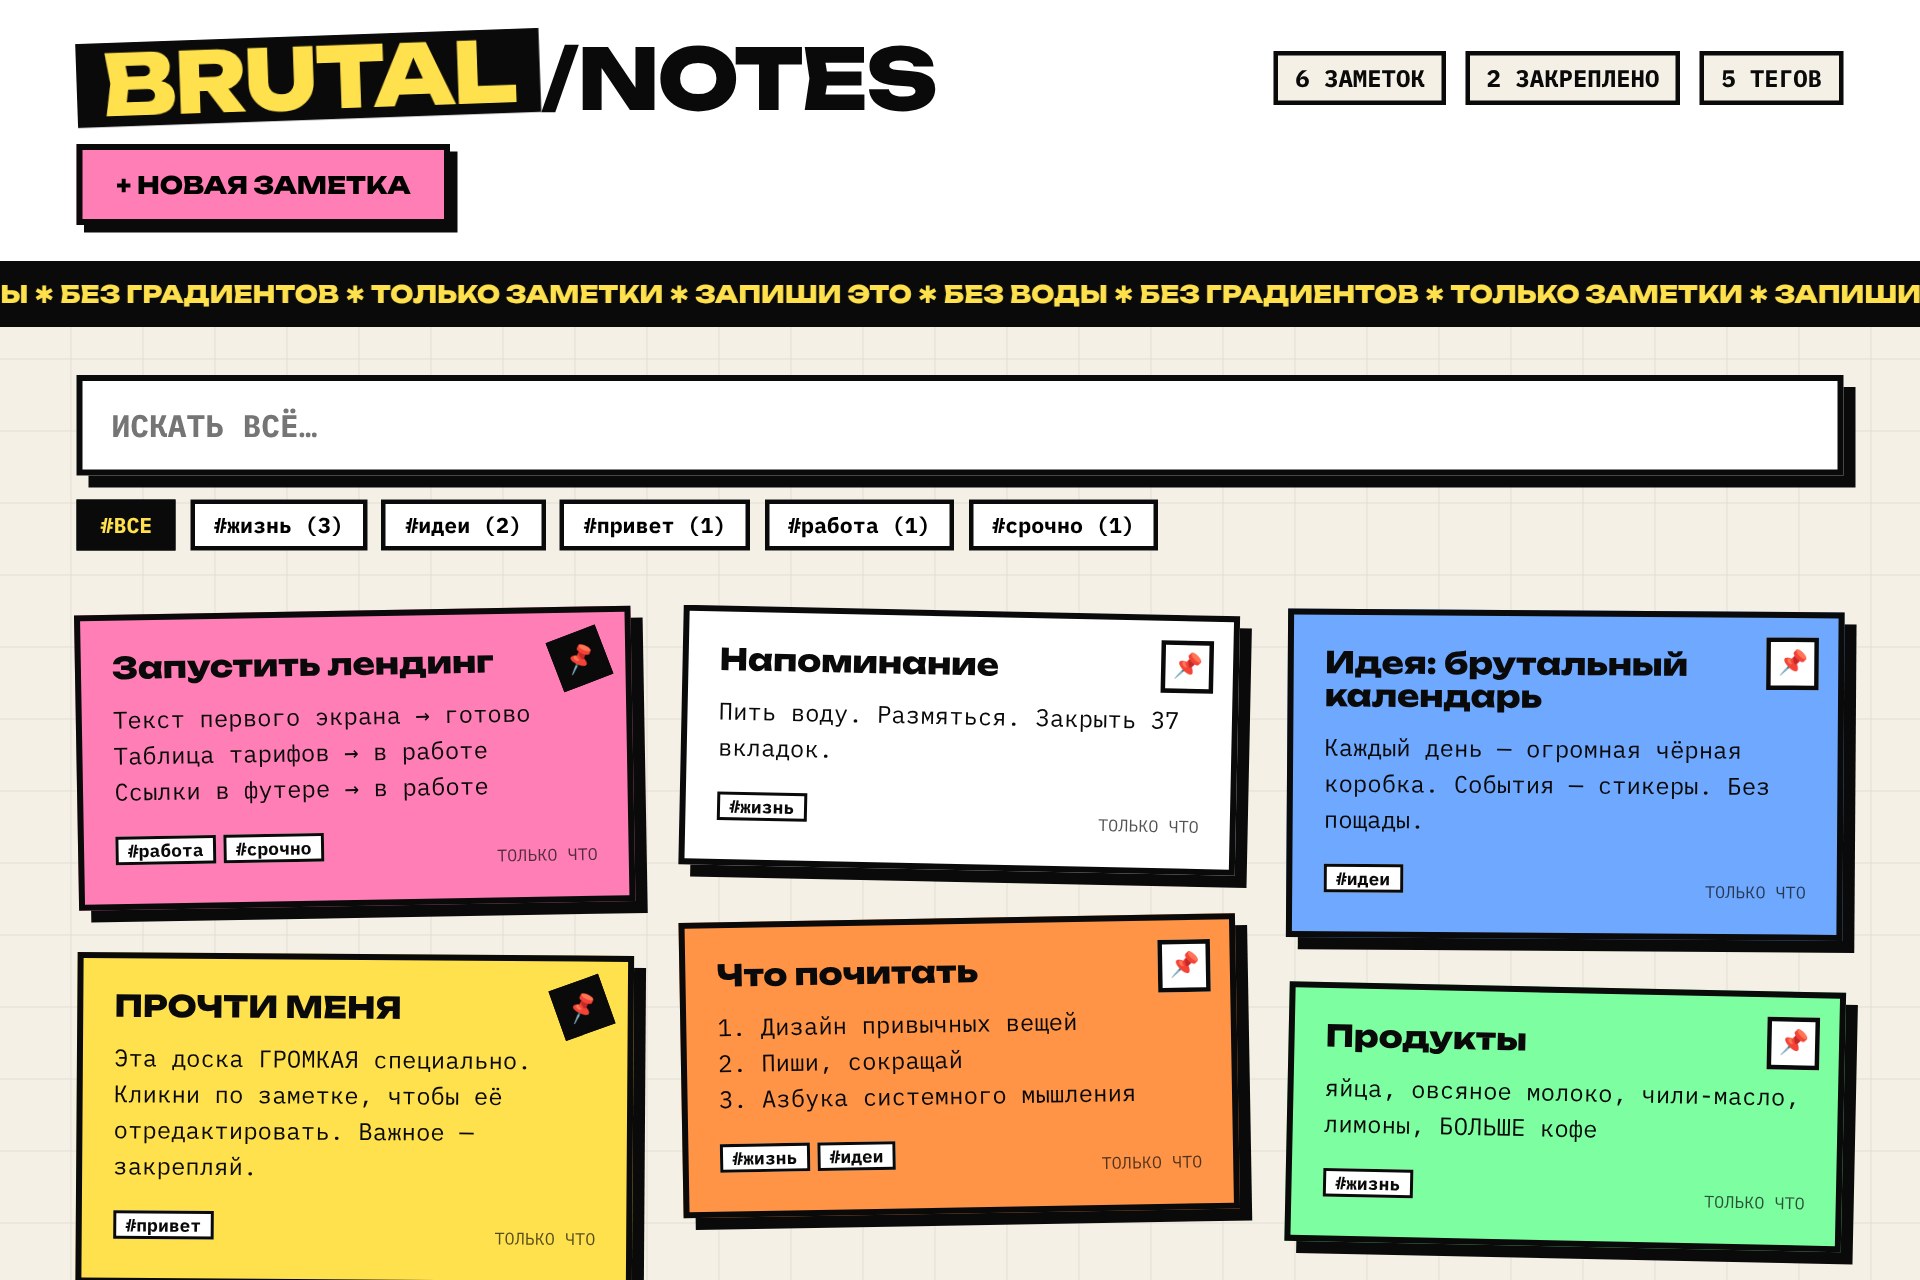 BRUTAL/NOTES
6 ЗАМЕТОК
2 ЗАКРЕПЛЕНО
5 ТЕГОВ
+ НОВАЯ ЗАМЕТКА
Ы ✱ БЕЗ ГРАДИЕНТОВ ✱ ТОЛЬКО ЗАМЕТКИ ✱ ЗАПИШИ ЭТО ✱ БЕЗ ВОДЫ ✱ БЕЗ ГРАДИЕНТОВ ✱ ТОЛЬКО ЗАМЕТКИ ✱ ЗАПИШИ
ИСКАТЬ ВСЁ…
#ВСЕ
#жизнь (3)
#идеи (2)
#привет (1)
#работа (1)
#срочно (1)
Запустить лендинг
Текст первого экрана → готово
Таблица тарифов → в работе
Ссылки в футере → в работе
#работа #срочно
ТОЛЬКО ЧТО
Напоминание
Пить воду. Размяться. Закрыть 37
вкладок.
#жизнь
ТОЛЬКО ЧТО
Идея: брутальный
календарь
Каждый день — огромная чёрная
коробка. События — стикеры. Без
пощады.
#идеи
ТОЛЬКО ЧТО
ПРОЧТИ МЕНЯ
Эта доска ГРОМКАЯ специально.
Кликни по заметке, чтобы её
отредактировать. Важное —
закрепляй.
#привет
ТОЛЬКО ЧТО
Что почитать
1. Дизайн привычных вещей
2. Пиши, сокращай
3. Азбука системного мышления
#жизнь #идеи
ТОЛЬКО ЧТО
Продукты
яйца, овсяное молоко, чили-масло,
лимоны, БОЛЬШЕ кофе
#жизнь
ТОЛЬКО ЧТО